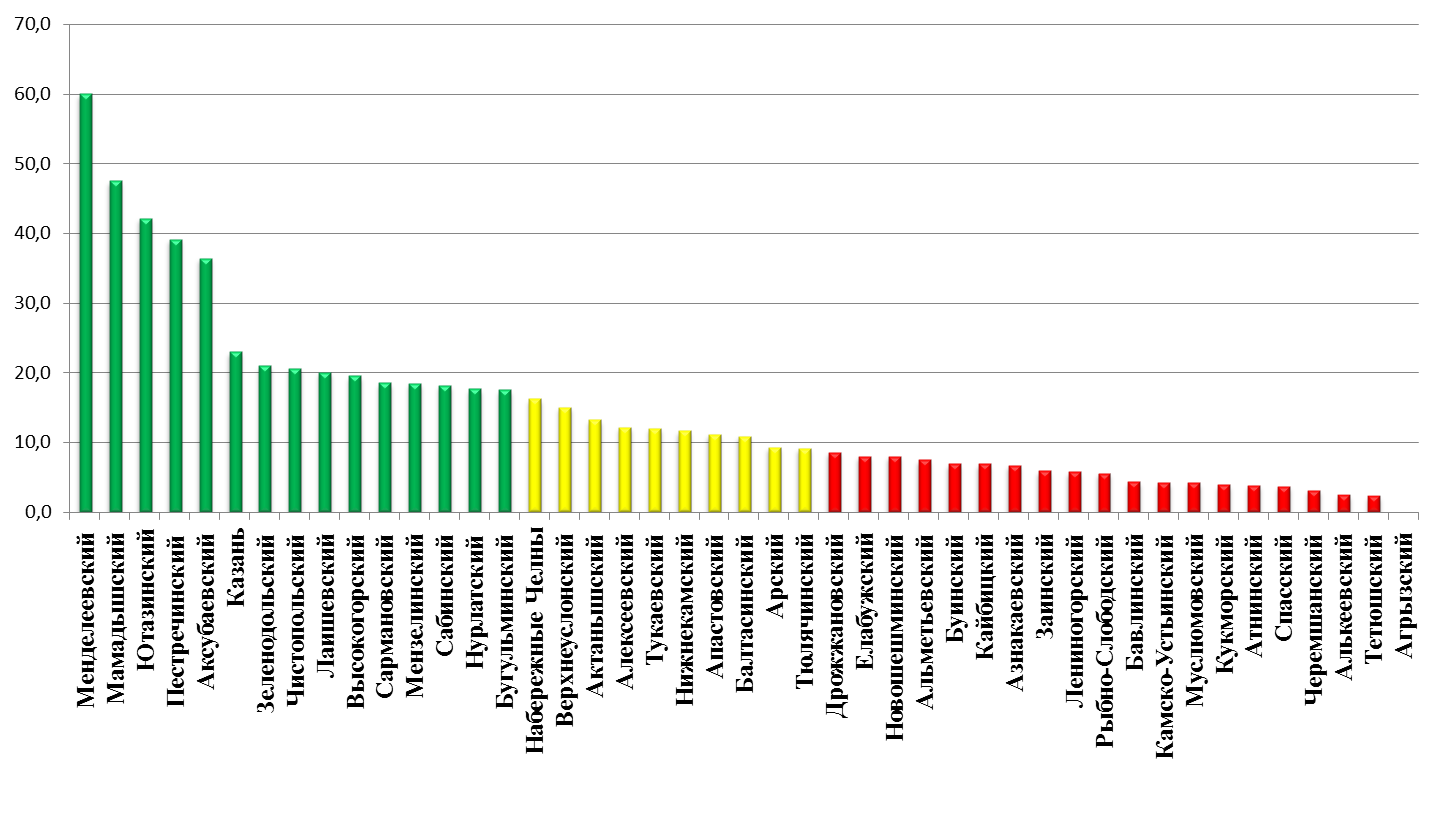 70,0
60,0
50,0
40,0
30,0
20,0
10,0
0,0
Менделеевский
Мамадышский
Ютазинский
Пестречинский
Аксубаевский
Казань
Зеленодольский
Чистопольский
Лаишевский
Высокогорский
Сармановский
Мензелинский
Сабинский
Нурлатский
Бугульминский
Набережные Челны
Верхнеуслонский
Актанышский
Алексеевский
Тукаевский
Нижнекамский
Апастовский
Балтасинский
Арский
Тюлячинский
Дрожжановский
Елабужский
Новошешминский
Альметьевский
Буинский
Кайбицкий
Азнакаевский
Заинский
Лениногорский
Рыбно-Слободский
Бавлинский
Камско-Устьинский
Муслюмовский
Кукморский
Атнинский
Спасский
Черемшанский
Алькеевский
Тетюшский
Агрызский